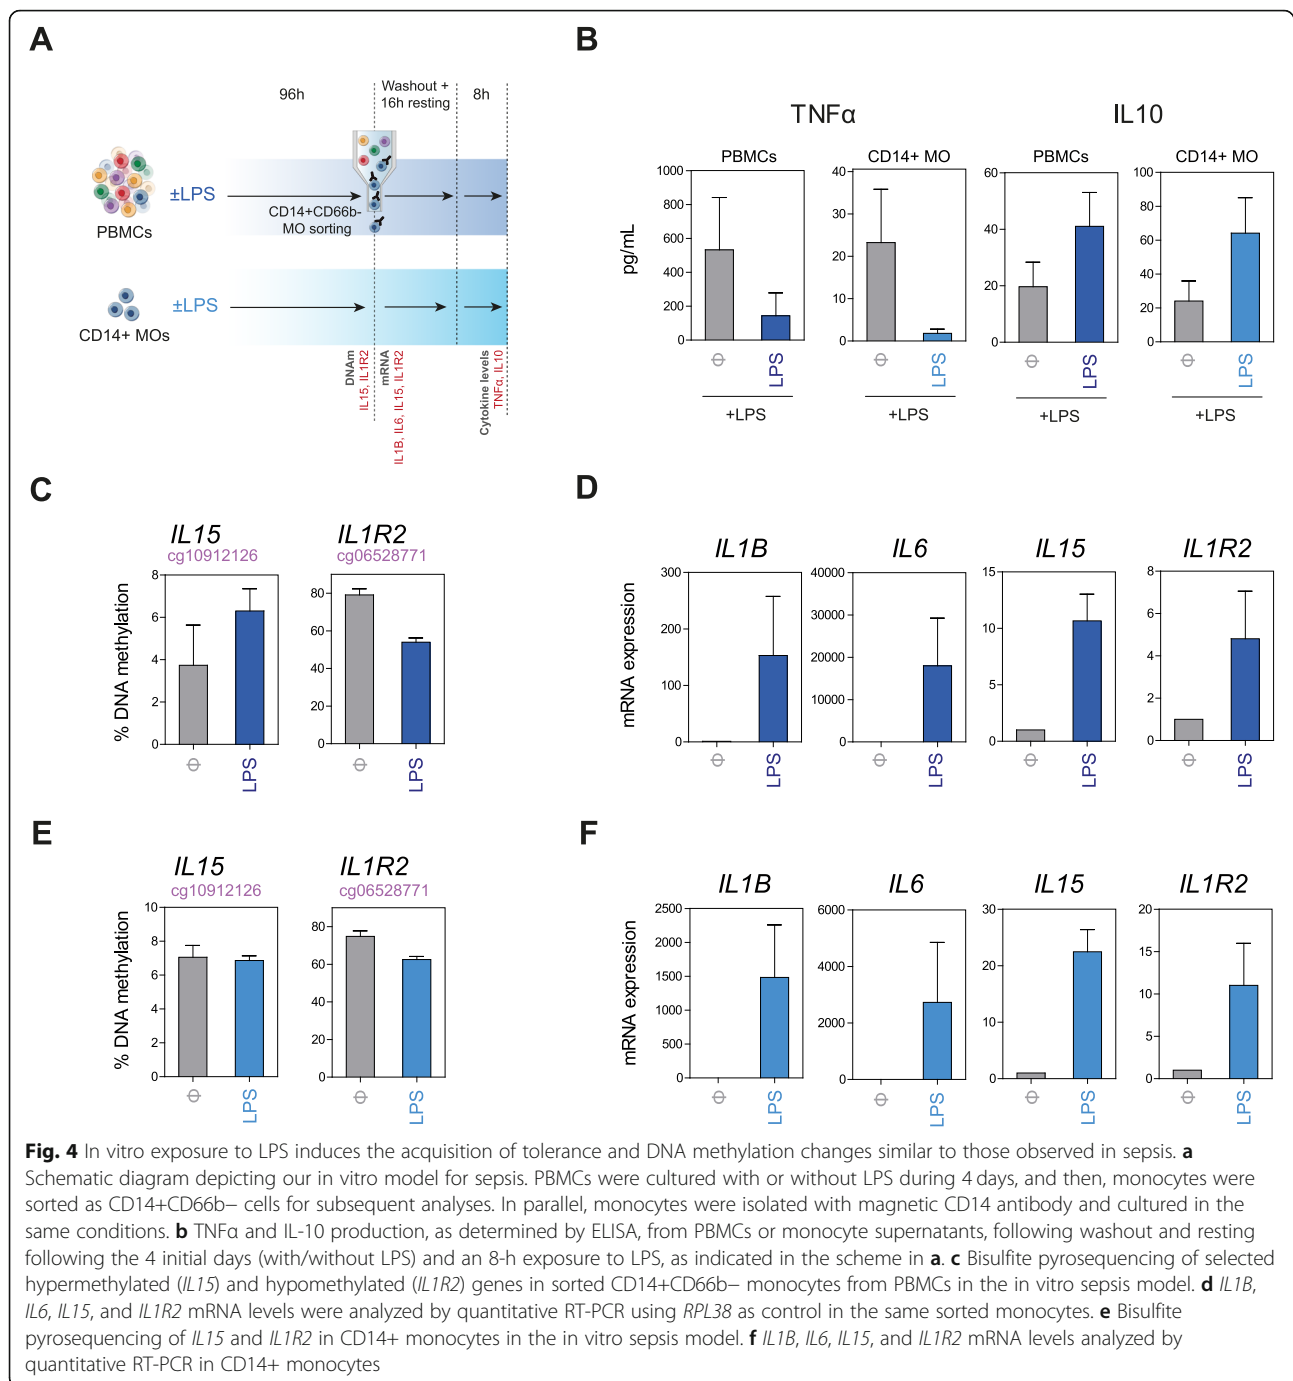 A
96h
Washout +
16h resting
8h
±LPS
PBMCs
CD14+CD66b-
MO sorting
±LPS
CD14+ MOs
DNAm
IL15, IL1R2
mRNA
IL1B, IL6, IL15, IL1R2
Cytokine levels
TNFα, IL10
B
TNFα
IL10
PBMCs
CD14+ MO
PBMCs
CD14+ MO
pg/mL
1000
800
600
400
200
0
40
30
20
10
0
60
40
20
0
100
80
60
40
20
0
Φ
LPS
Φ
LPS
Φ
LPS
Φ
LPS
+LPS
+LPS
+LPS
+LPS
C
IL15
cg10912126
IL1R2
cg06528771
% DNA methylation
8
6
4
2
0
80
60
40
20
0
Φ
LPS
Φ
LPS
D
IL1B
IL6
IL15
IL1R2
mRNA expression
300
200
100
0
40000
30000
20000
10000
0
15
10
5
0
8
6
4
2
0
Φ
LPS
Φ
LPS
Φ
LPS
Φ
LPS
E
IL15
cg10912126
IL1R2
cg06528771
% DNA methylation
10
8
6
4
2
0
80
60
40
20
0
Φ
LPS
Φ
LPS
F
IL1B
IL6
IL15
IL1R2
mRNA expression
2500
2000
1500
1000
500
0
6000
4000
2000
0
30
20
10
0
20
15
10
5
0
Φ
LPS
Φ
LPS
Φ
LPS
Φ
LPS
Fig. 4 In vitro exposure to LPS induces the acquisition of tolerance and DNA methylation changes similar to those observed in sepsis. a
Schematic diagram depicting our in vitro model for sepsis. PBMCs were cultured with or without LPS during 4 days, and then, monocytes were
sorted as CD14+CD66b− cells for subsequent analyses. In parallel, monocytes were isolated with magnetic CD14 antibody and cultured in the
same conditions. b TNFα and IL-10 production, as determined by ELISA, from PBMCs or monocyte supernatants, following washout and resting
following the 4 initial days (with/without LPS) and an 8-h exposure to LPS, as indicated in the scheme in a. c Bisulfite pyrosequencing of selected
hypermethylated (IL15) and hypomethylated (IL1R2) genes in sorted CD14+CD66b− monocytes from PBMCs in the in vitro sepsis model. d IL1B,
IL6, IL15, and IL1R2 mRNA levels were analyzed by quantitative RT-PCR using RPL38 as control in the same sorted monocytes. e Bisulfite
pyrosequencing of IL15 and IL1R2 in CD14+ monocytes in the in vitro sepsis model. f IL1B, IL6, IL15, and IL1R2 mRNA levels analyzed by
quantitative RT-PCR in CD14+ monocytes